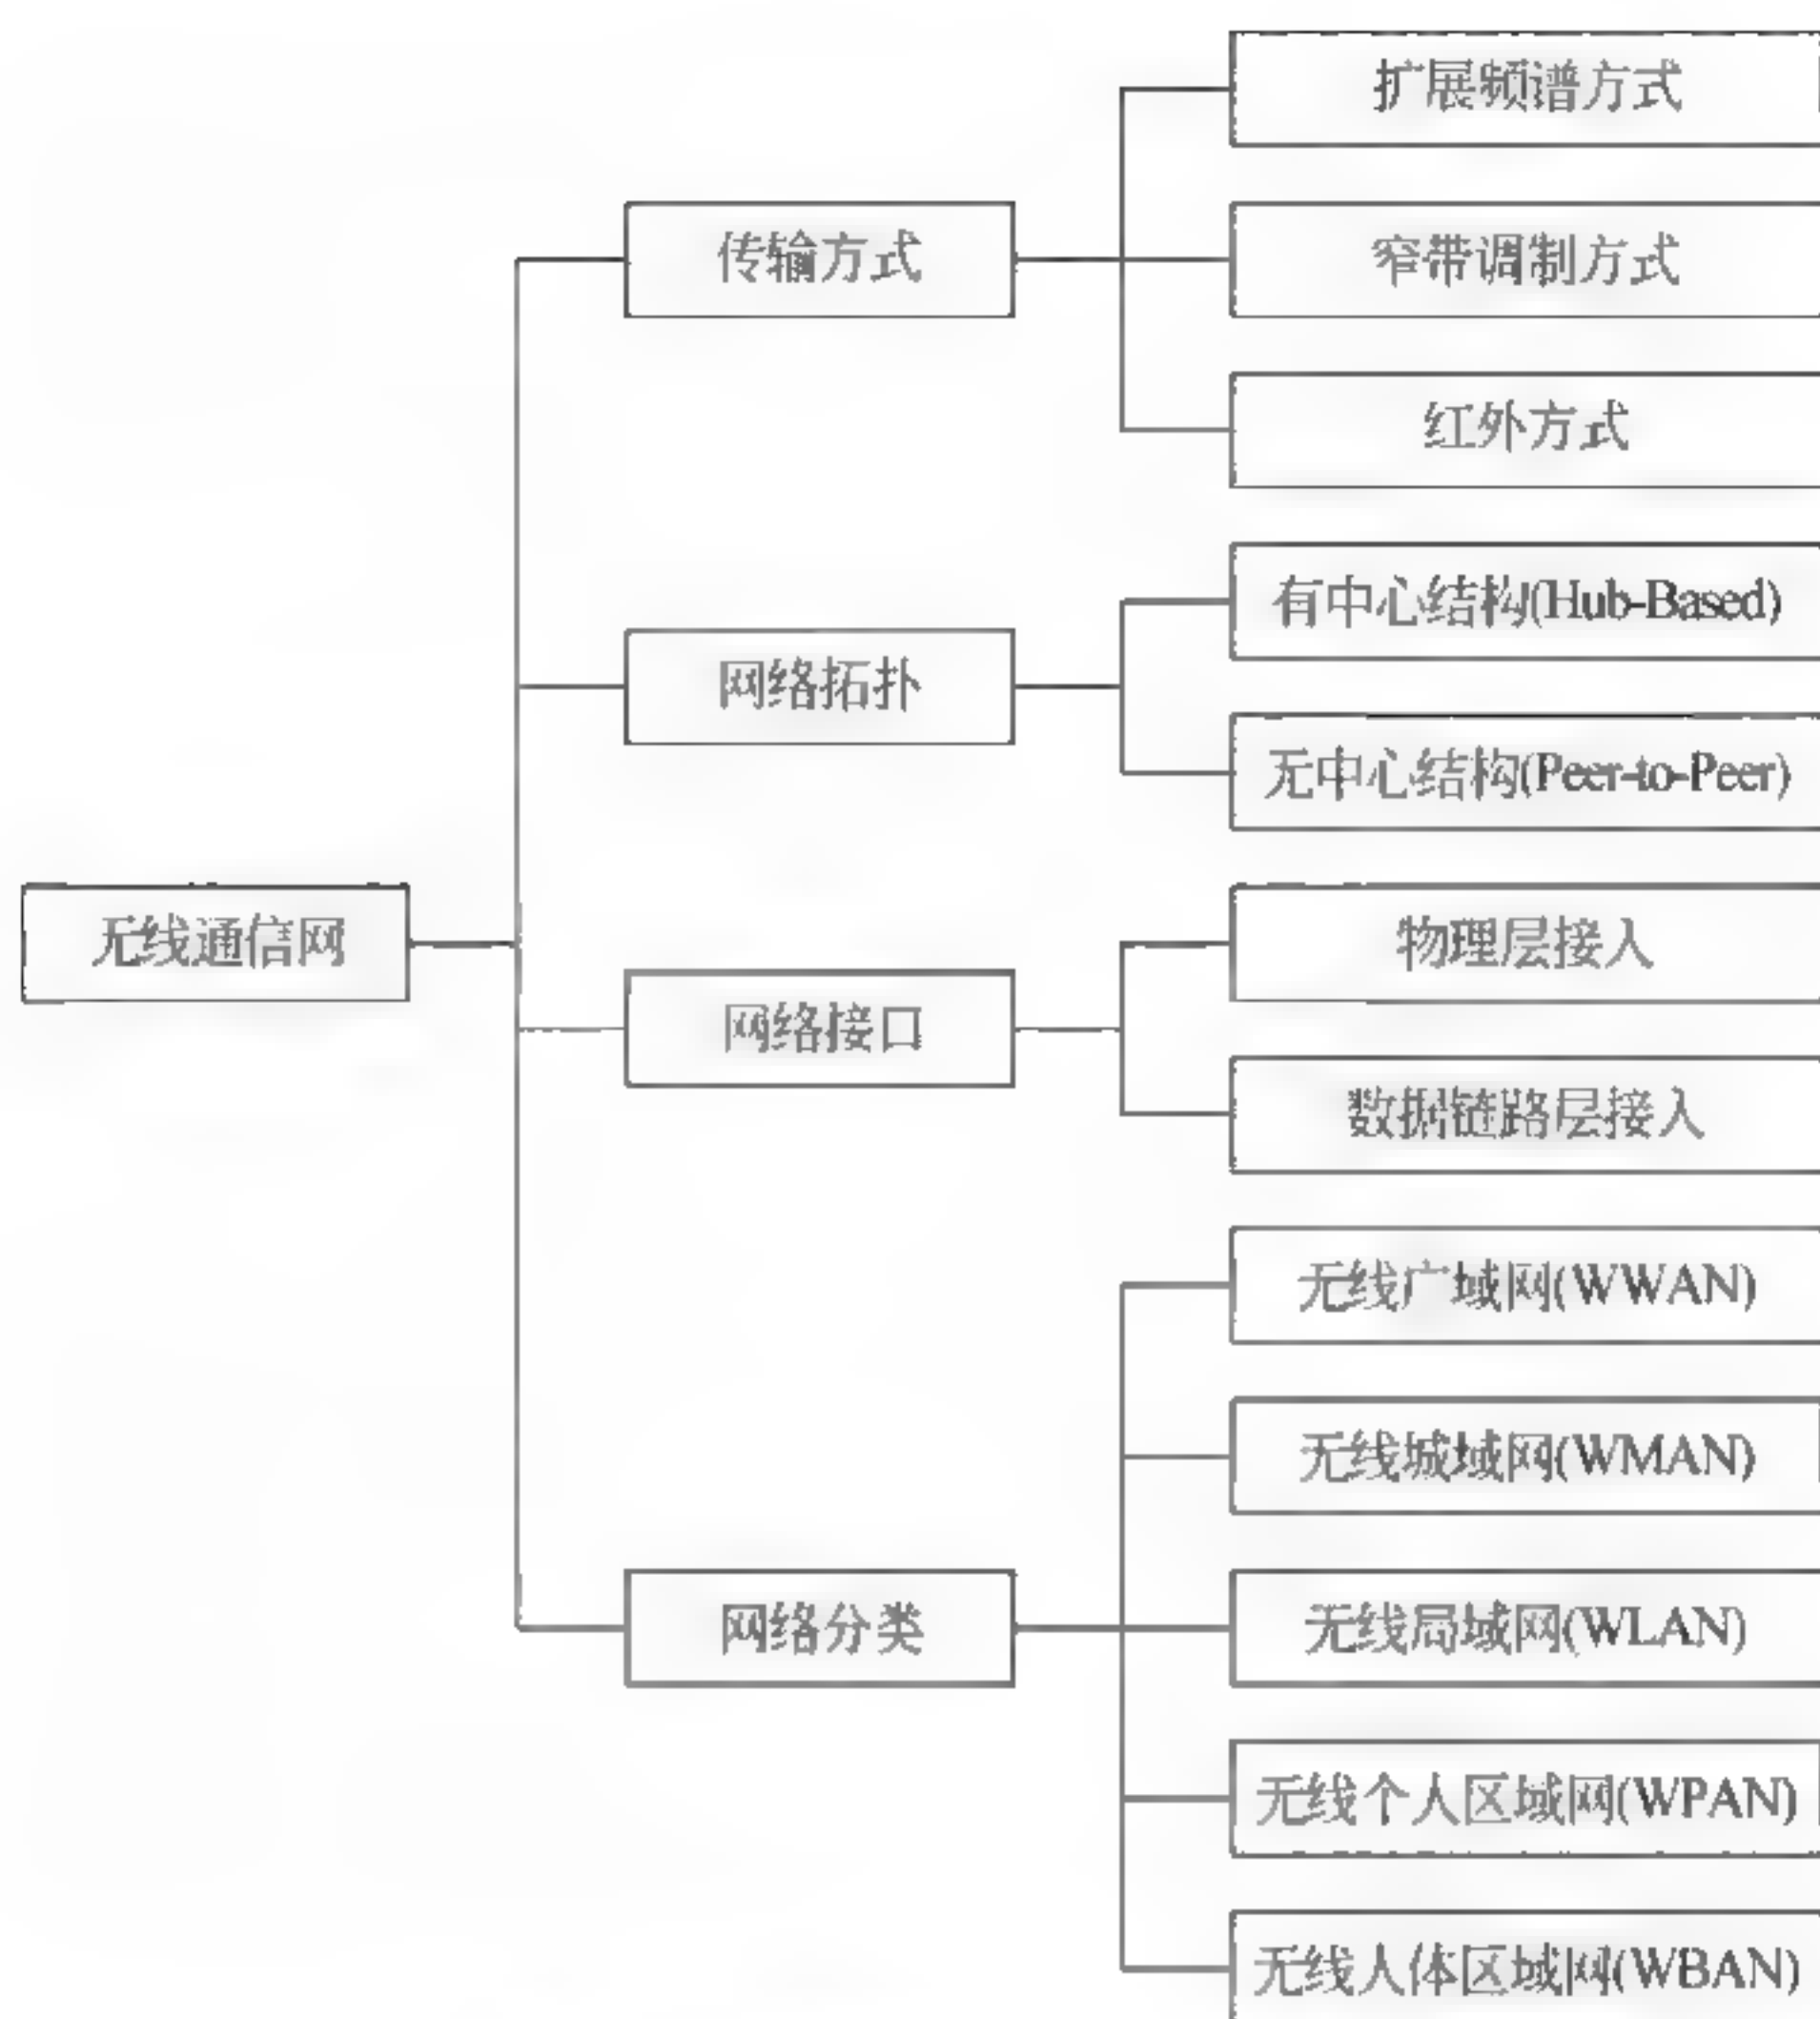 无线通信网
传输方式
扩展频谱方式
窄带调制方式
红外方式
网络拓扑
有中心结构(Hub-Based)
无中心结构(Peer-to-Peer)
网络接口
物理层接入
数据链路层接入
网络分类
无线广域网(WWAN)
无线城域网(WMAN)
无线局域网(WLAN)
无线个人区域网(WPAN)
无线人体区域网(WBAN)